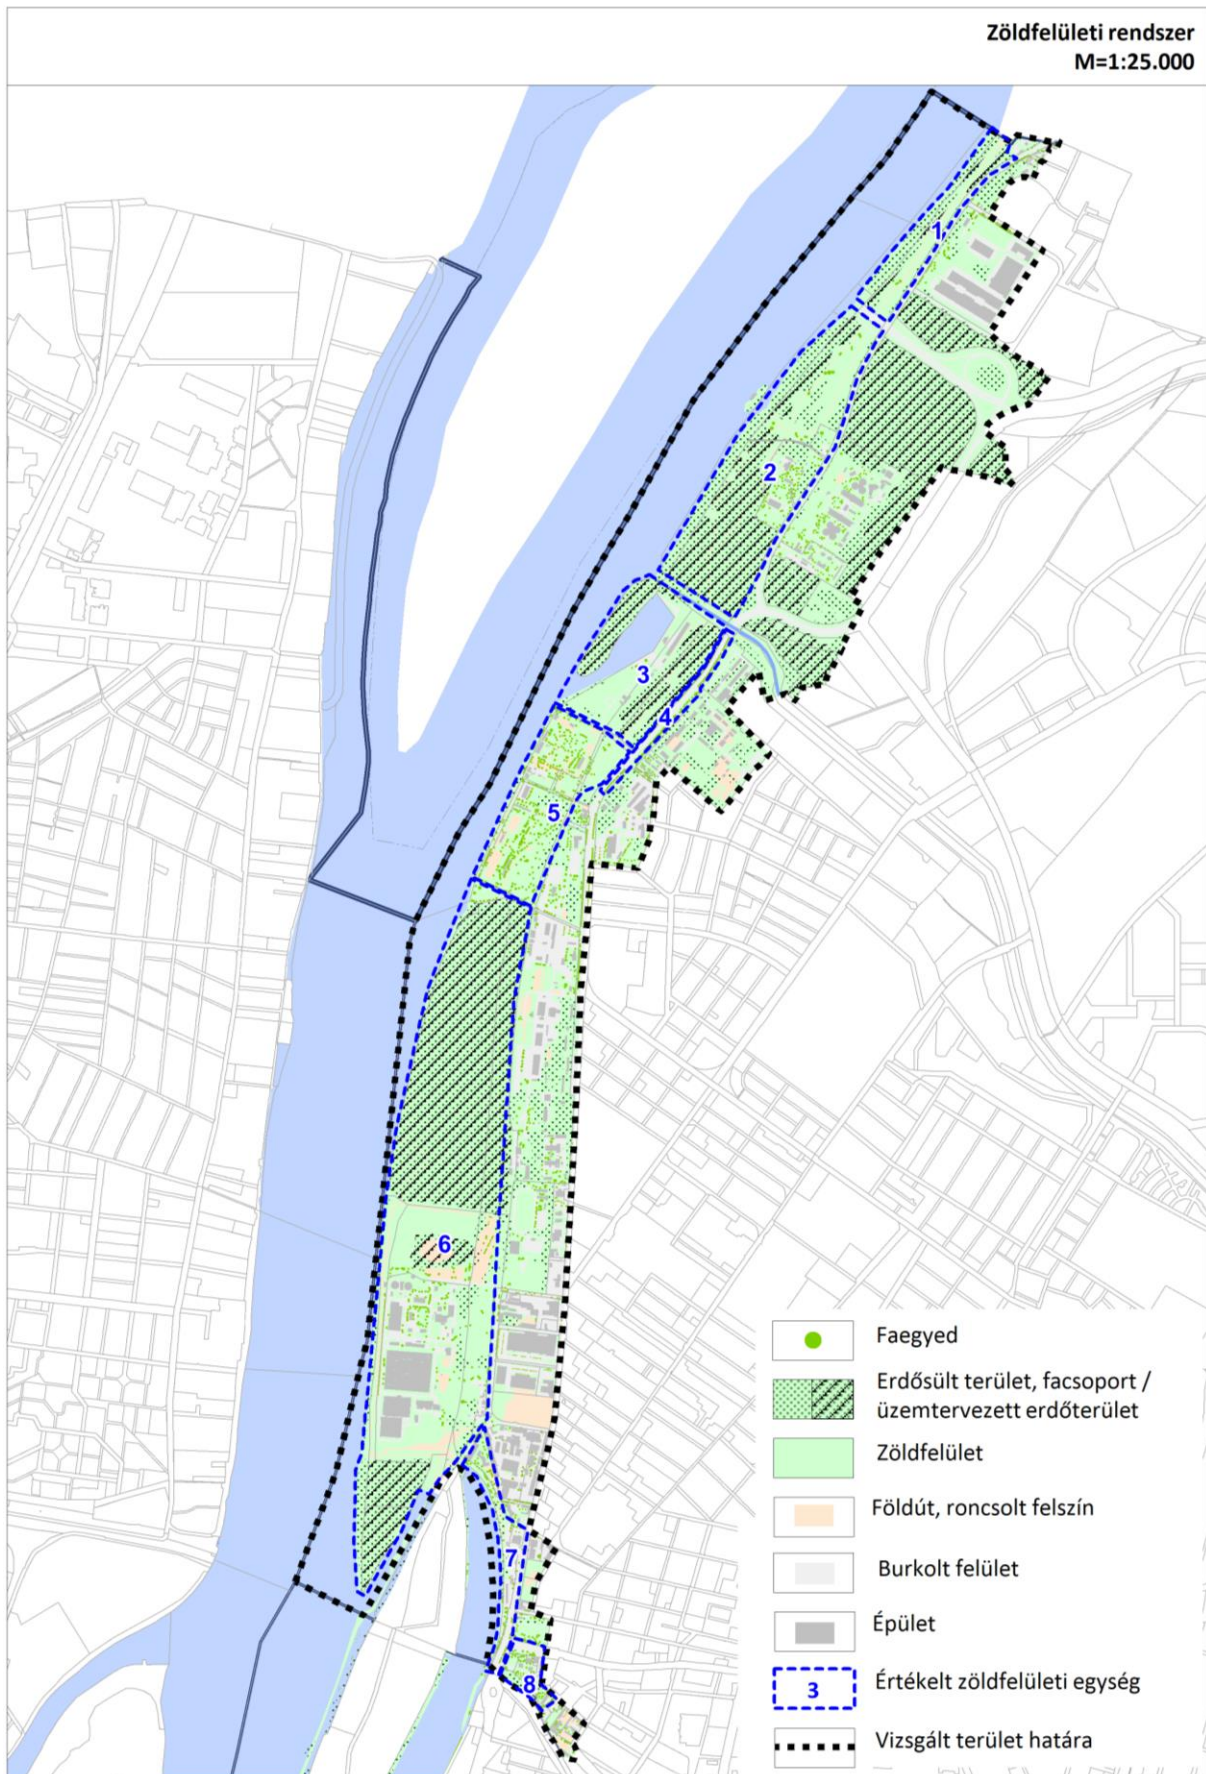 Zöldfelületi rendszer
M=1:25.000
1
2
3
4
5
6
7
8
Faegyed
Erdősült terület, facsoport /
üzemtervezett erdőterület
Zöldfelület
Földút, roncsolt felszín
Burkolt felület
Épület
3 Értékelt zöldfelületi egység
Vizsgált terület határa